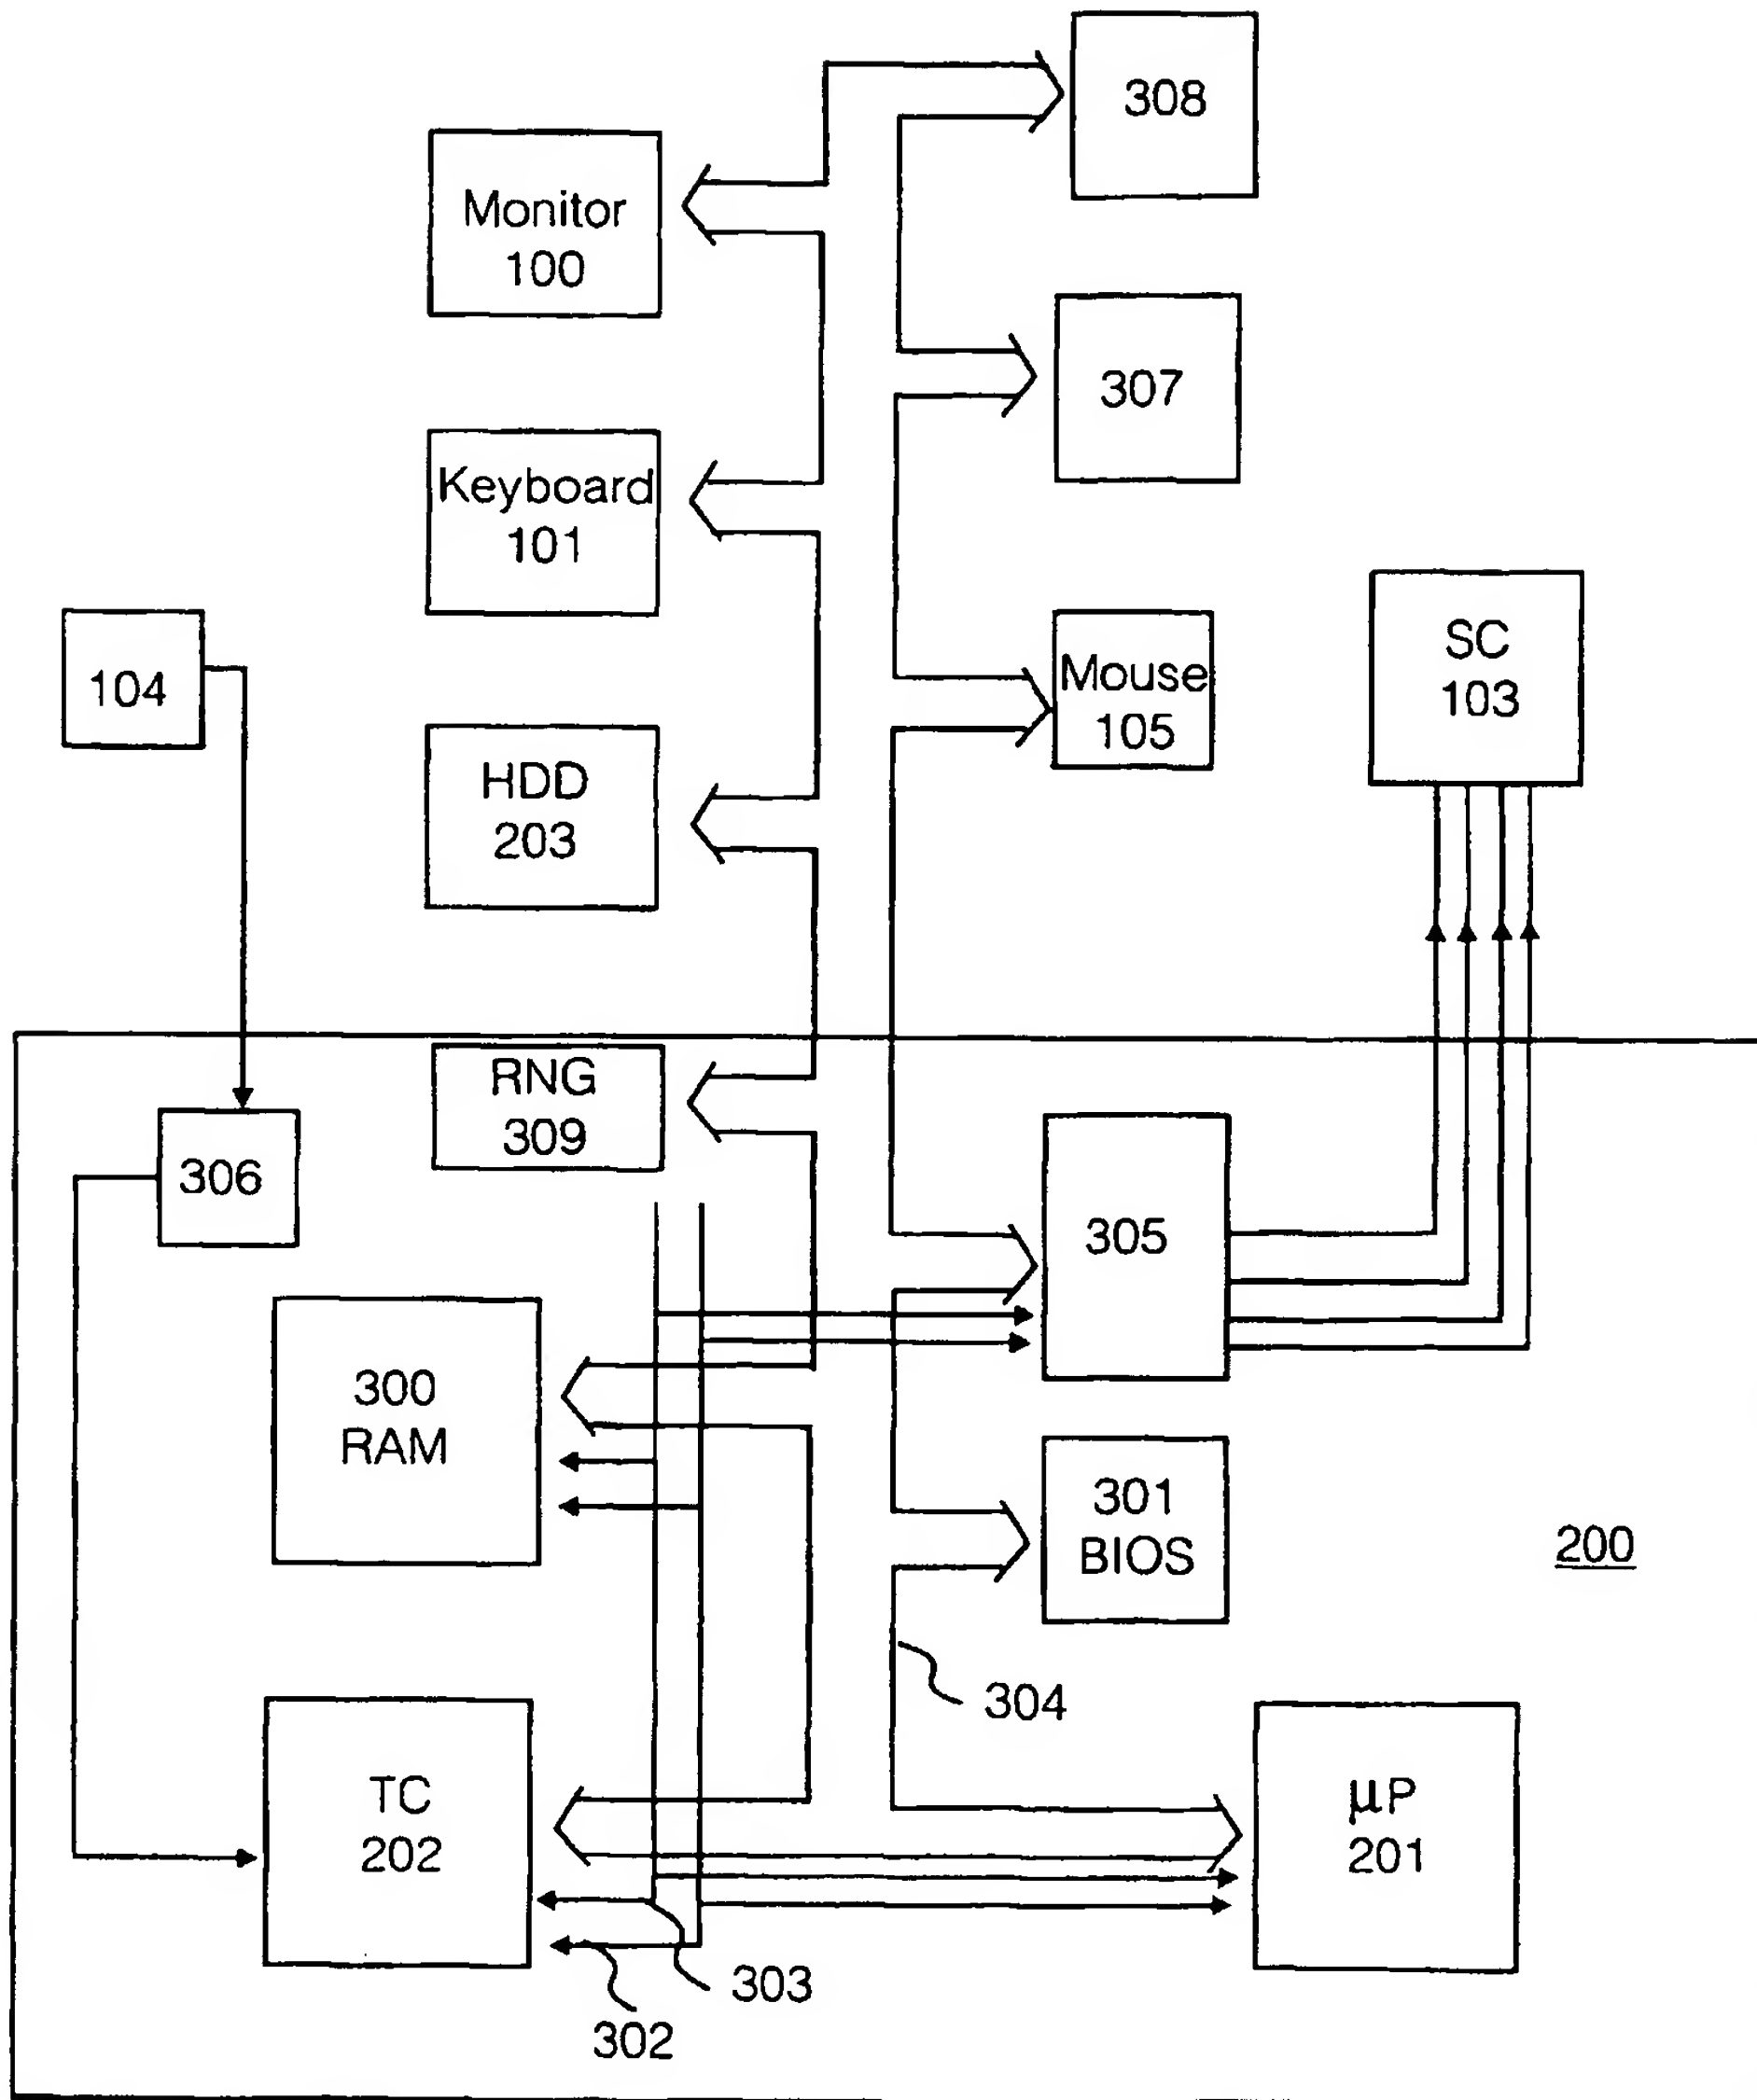 308
Monitor
100
307
Keyboard
101
104
Mouse
105
SC
103
HDD
203
RNG
309
306
305
300
RAM
301
BIOS
200
304
TC
202
μP
201
303
302